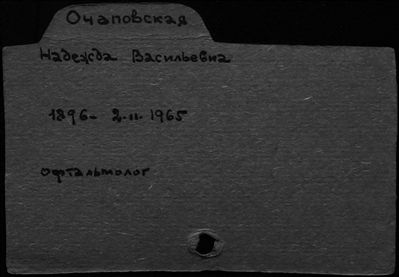 Очаповская
Надежда Васильевна
1896- 2.II.1965
офтальмолог